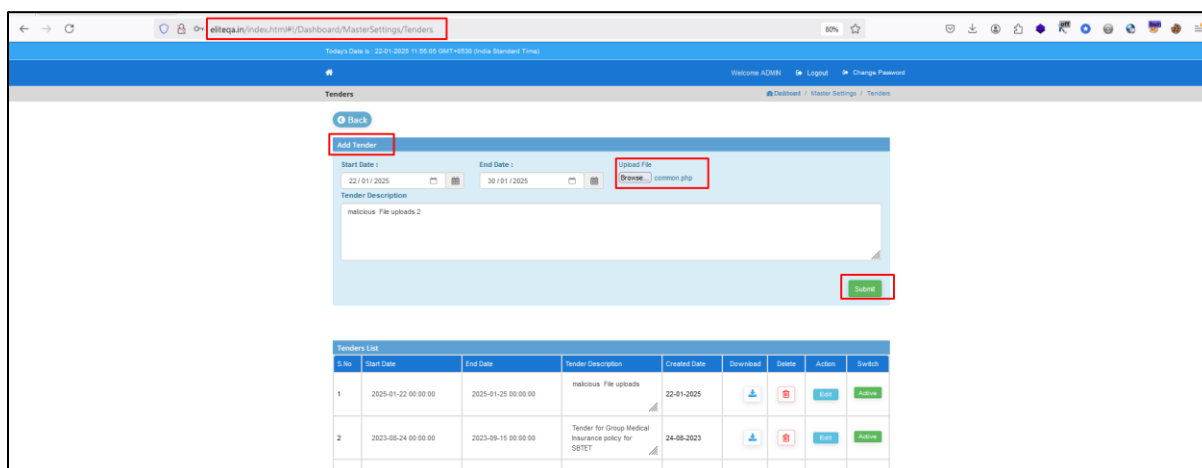 80%
eliteqa.in/index.html#!/Dashboard/MasterSettings/Tenders
off
Today's Date is : 22-01-2025 11:55:05 GMT+0530 (India Standard Time)
Welcome ADMIN Logout Change Password
Tenders Dashboard / Master Settings / Tenders
Back
Add Tender
Start Date : End Date : Upload File
22/01/2025 30/01/2025 Browse... common.php
Tender Description
malicious File uploads 2
Submit
Tenders List
S.No Start Date End Date Tender Description Created Date Download Delete Action Switch
1 2025-01-22 00:00:00 2025-01-25 00:00:00 malicious File uploads 22-01-2025 Edit Active
2 2023-08-24 00:00:00 2023-09-15 00:00:00 Tender for Group Medical Insurance policy for SBTET 24-08-2023 Edit Active